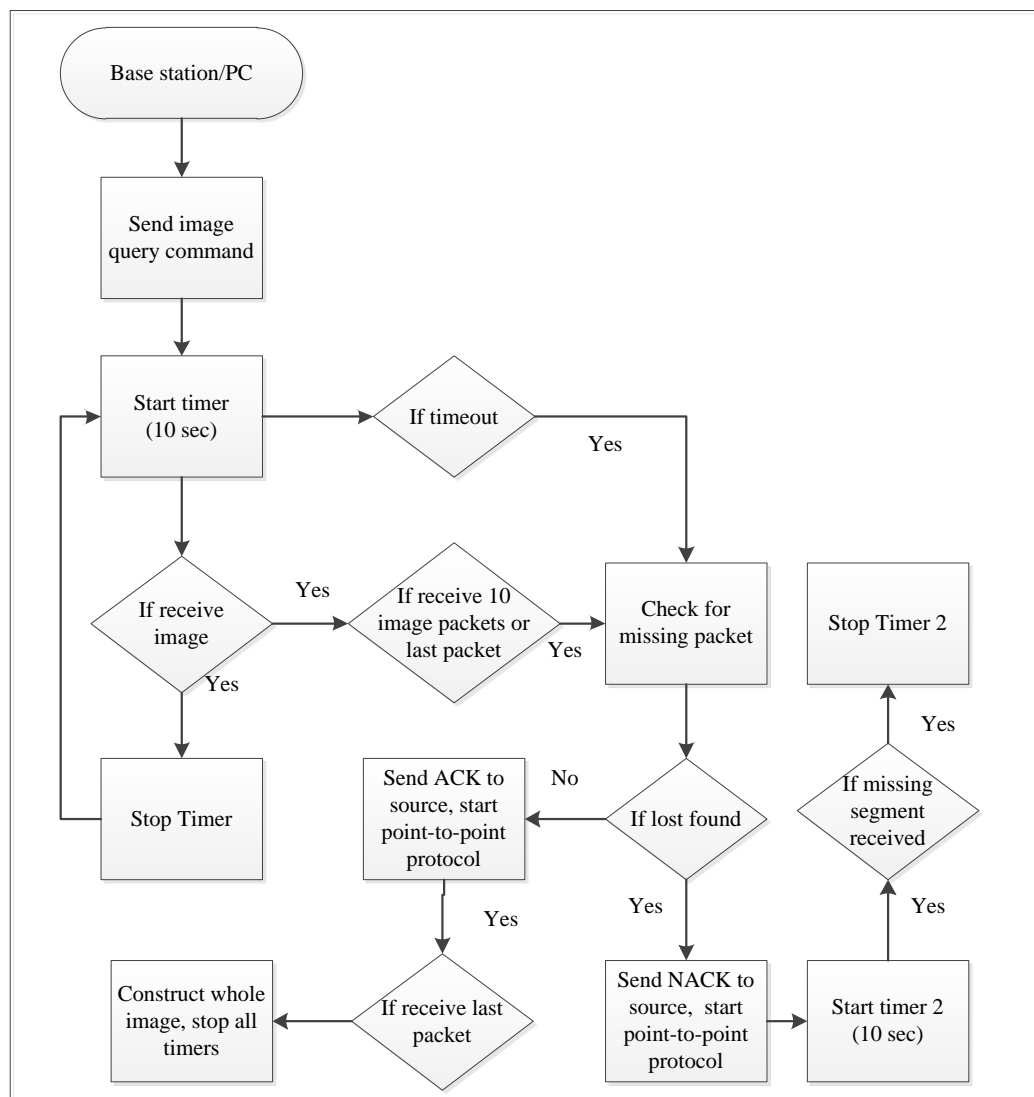 Base station/PC
Send image
query command
Start timer
(10 sec)
If timeout
Yes
If receive
image
Yes
Yes
If receive 10
image packets or
last packet
Yes
Check for
missing packet
Stop Timer 2
Yes
Stop Timer
Send ACK to
source, start
point-to-point
protocol
No
If lost found
If missing
segment
received
Yes
Yes
Yes
Construct whole
image, stop all
timers
If receive last
packet
Send NACK to
source, start
point-to-point
protocol
Start timer 2
(10 sec)